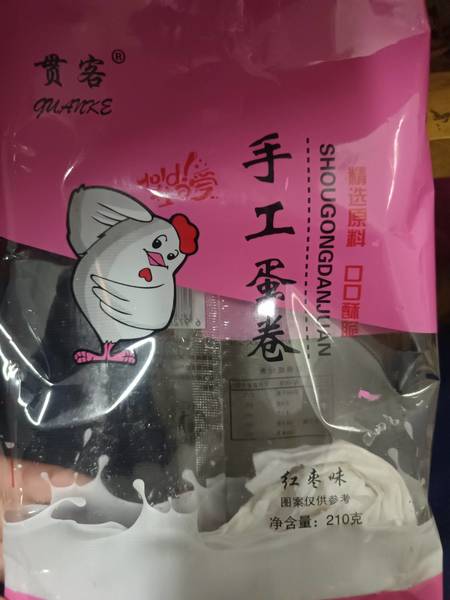 贯客®
QUANKE
手工蛋卷
SHOUGONGDANJUAN
精选原料 口口酥脆
红枣味
图案仅供参考
净含量：210克